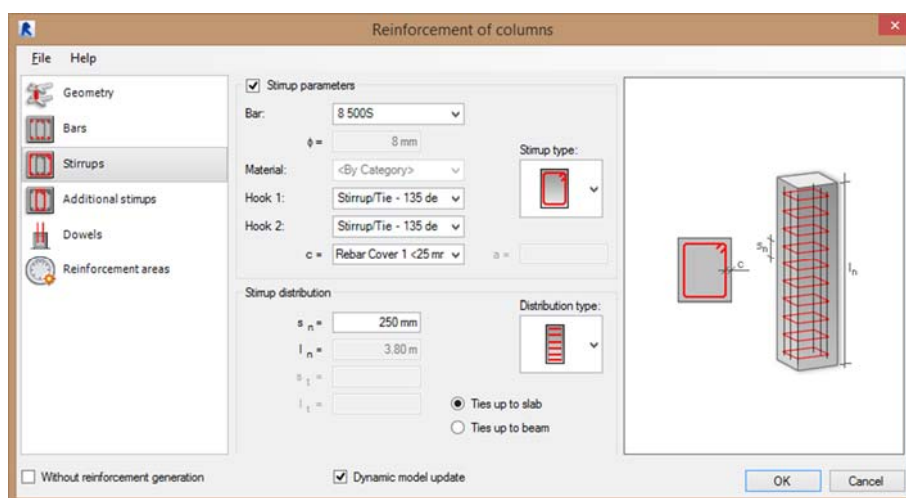 Reinforcement of columns
File Help
Geometry
Bars
Stirrups
Additional stirrups
Dowels
Reinforcement areas
Stirrup parameters
Bar: 8 500S
ϕ = 8 mm
Material: <By Category>
Hook 1: Stirrup/Tie - 135 de
Hook 2: Stirrup/Tie - 135 de
c = Rebar Cover 1 <25 mr
Stirrup type:
a =
Stirrup distribution
s n = 250 mm
l n = 3.80 m
s t =
l t =
Distribution type:
Ties up to slab
Ties up to beam
c
s n
l n
Without reinforcement generation
Dynamic model update
OK
Cancel